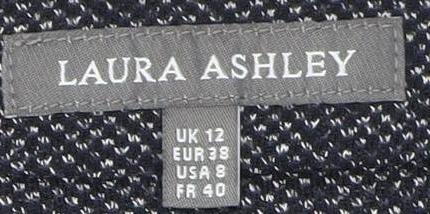 LAURA ASHLEY
UK 12
EUR 38
USA 8
FR 40